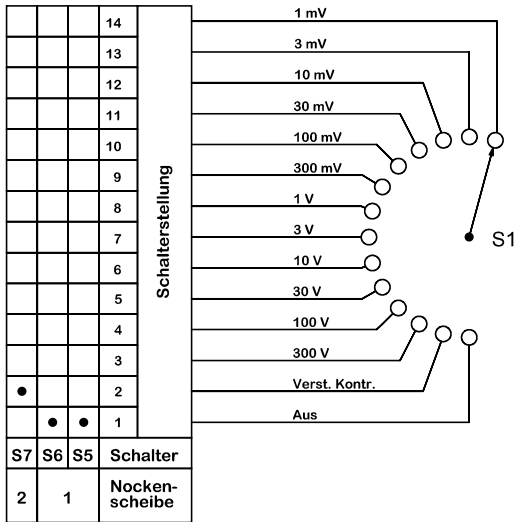 14 1 mV
13 3 mV
12 10 mV
11 30 mV
10 100 mV
9 300 mV
8 1 V
7 3 V
6 10 V
5 30 V
4 100 V
3 300 V
2 Verst. Kontr.
1 Aus
Schalterstellung
S1
S7 S6 S5 Schalter
2 1 Nocken-
scheibe